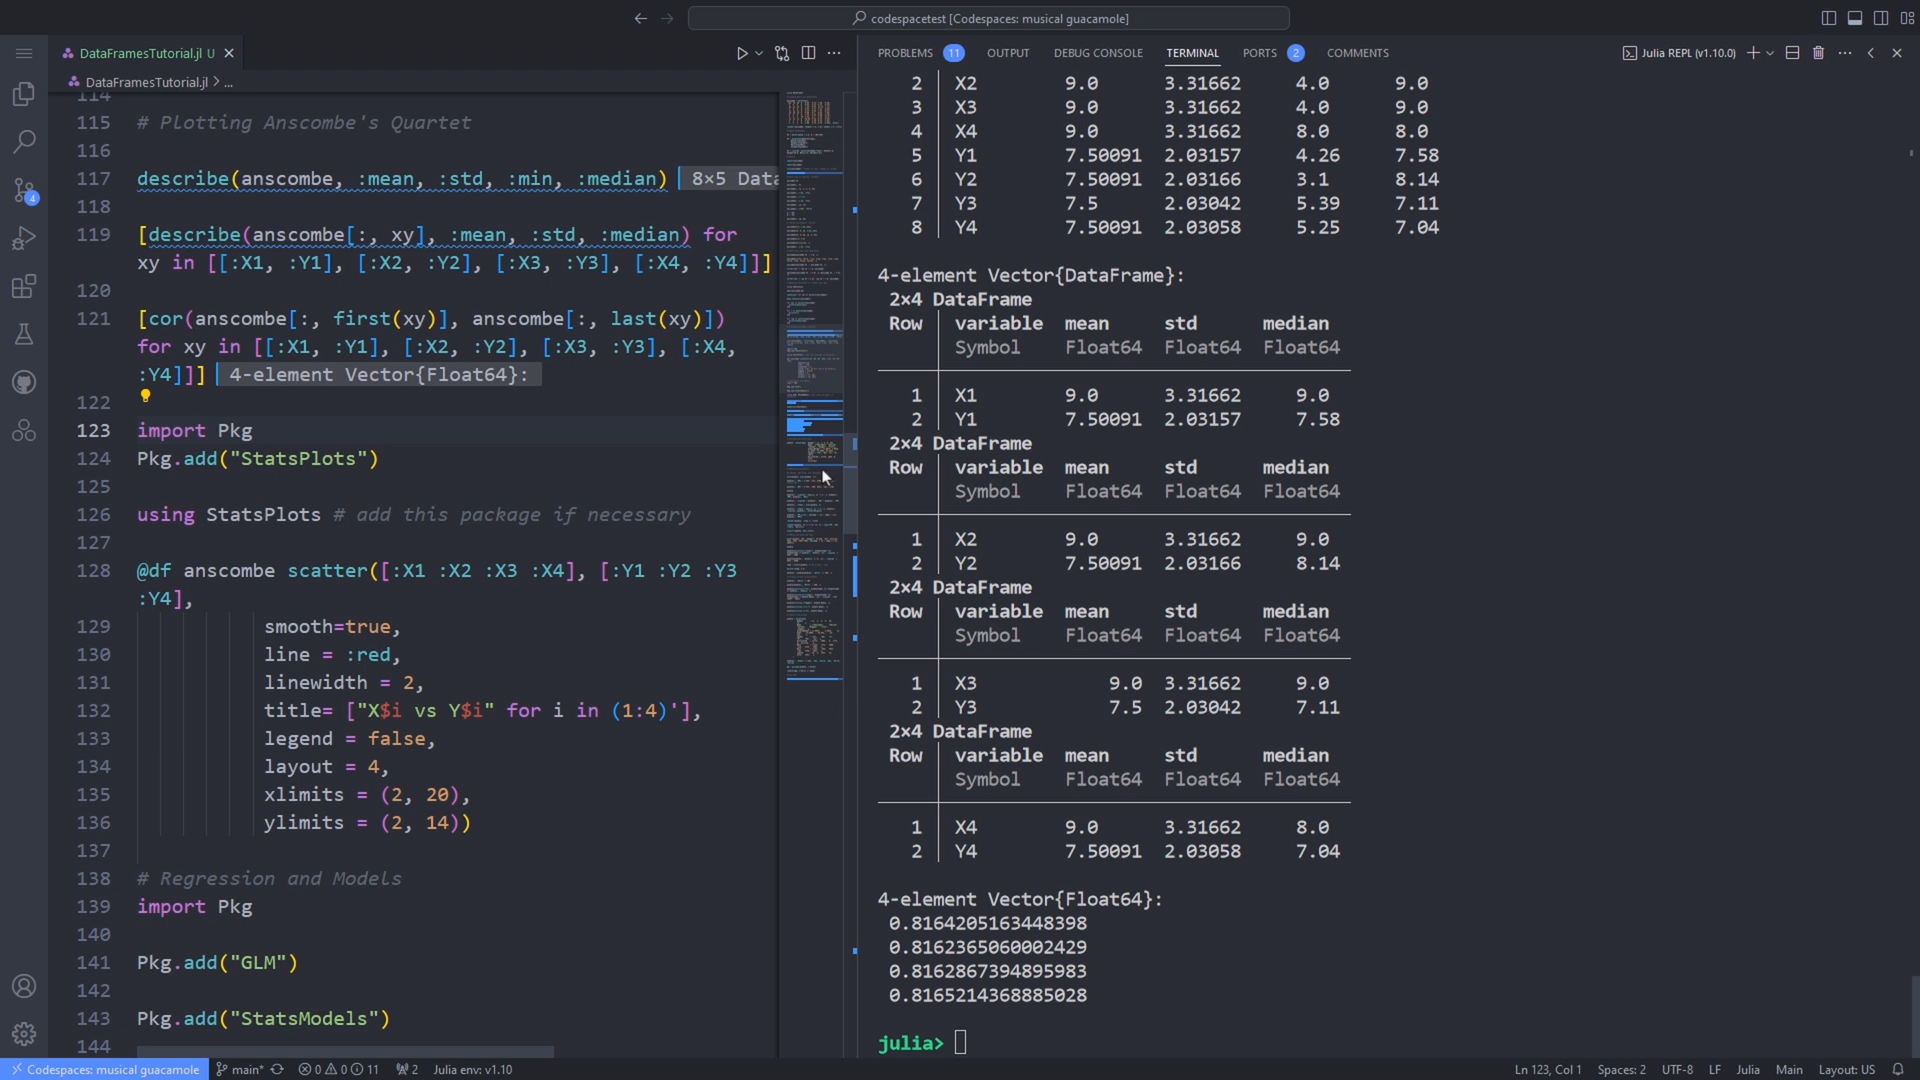 codespacetest [Codespaces: musical guacamole]
DataFramesTutorial.jl U
DataFramesTutorial.jl > ...
114
115 # Plotting Anscombe's Quartet
116
117 describe(anscombe, :mean, :std, :min, :median) 8×5 Data
118
119 [describe(anscombe[:, xy], :mean, :std, :median) for
xy in [[:X1, :Y1], [:X2, :Y2], [:X3, :Y3], [:X4, :Y4]]]
120
121 [cor(anscombe[:, first(xy)], anscombe[:, last(xy)])
for xy in [[:X1, :Y1], [:X2, :Y2], [:X3, :Y3], [:X4,
:Y4]]] 4-element Vector{Float64}:
122
123 import Pkg
124 Pkg.add("StatsPlots")
125
126 using StatsPlots # add this package if necessary
127
128 @df anscombe scatter([:X1 :X2 :X3 :X4], [:Y1 :Y2 :Y3
:Y4],
129 smooth=true,
130 line = :red,
131 linewidth = 2,
132 title= ["X$i vs Y$i" for i in (1:4)'],
133 legend = false,
134 layout = 4,
135 xlimits = (2, 20),
136 ylimits = (2, 14))
137
138 # Regression and Models
139 import Pkg
140
141 Pkg.add("GLM")
142
143 Pkg.add("StatsModels")
144
PROBLEMS 11 OUTPUT DEBUG CONSOLE TERMINAL PORTS 2 COMMENTS
Julia REPL (v1.10.0)
2 X2 9.0 3.31662 4.0 9.0
3 X3 9.0 3.31662 4.0 9.0
4 X4 9.0 3.31662 8.0 8.0
5 Y1 7.50091 2.03157 4.26 7.58
6 Y2 7.50091 2.03166 3.1 8.14
7 Y3 7.5 2.03042 5.39 7.11
8 Y4 7.50091 2.03058 5.25 7.04
4-element Vector{DataFrame}:
2×4 DataFrame
Row variable mean std median
Symbol Float64 Float64 Float64
1 X1 9.0 3.31662 9.0
2 Y1 7.50091 2.03157 7.58
2×4 DataFrame
Row variable mean std median
Symbol Float64 Float64 Float64
1 X2 9.0 3.31662 9.0
2 Y2 7.50091 2.03166 8.14
2×4 DataFrame
Row variable mean std median
Symbol Float64 Float64 Float64
1 X3 9.0 3.31662 9.0
2 Y3 7.5 2.03042 7.11
2×4 DataFrame
Row variable mean std median
Symbol Float64 Float64 Float64
1 X4 9.0 3.31662 8.0
2 Y4 7.50091 2.03058 7.04
4-element Vector{Float64}:
0.8164205163448398
0.8162365060002429
0.8162867394895983
0.8165214368885028
julia>
4
Codespaces: musical guacamole main* 0 0 11 2 Julia env: v1.10
Ln 123, Col 1 Spaces: 2 UTF-8 LF Julia Main Layout: US